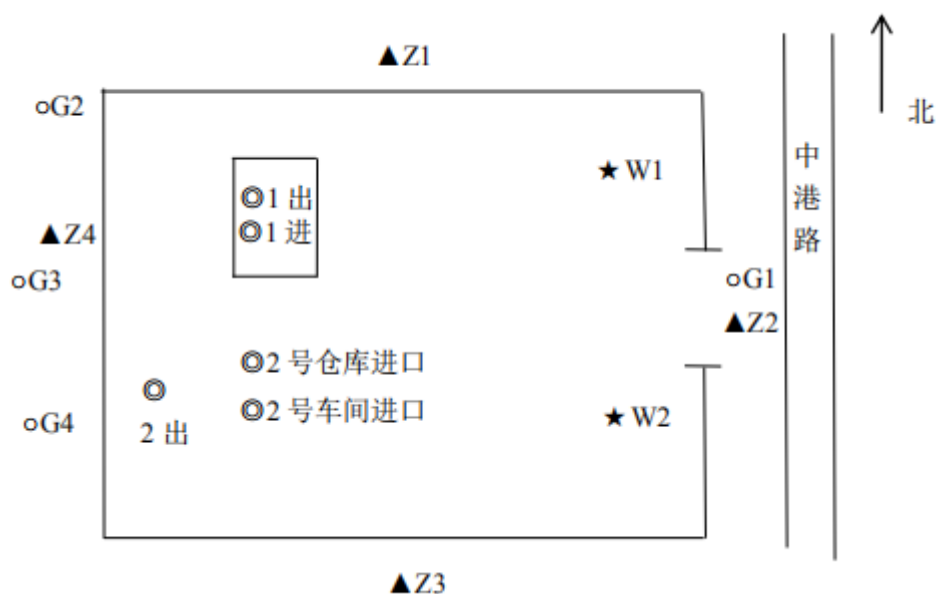 ▲Z1
北
○G2
★ W1
中港路
◎1 出
◎1 进
▲Z4
○G3
○G1
▲Z2
◎2 号仓库进口
◎
2 出
◎2 号车间进口
○G4
★ W2
▲Z3